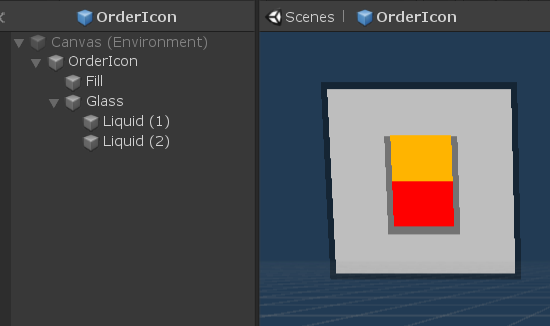 OrderIcon
Canvas (Environment)
OrderIcon
Fill
Glass
Liquid (1)
Liquid (2)
Scenes | OrderIcon